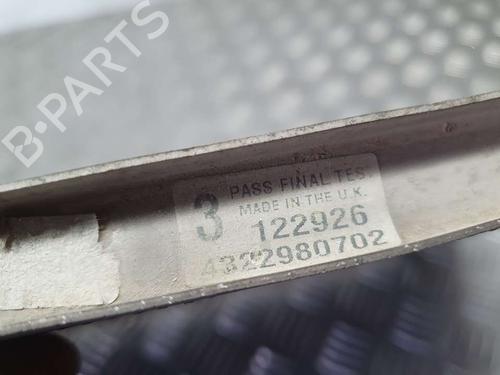 B-PARTS
3 PASS FINAL TES
MADE IN THE U.K.
122926
4322980702